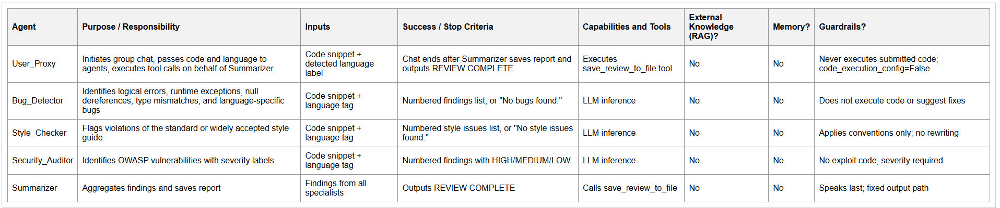 Agent
Purpose / Responsibility
Inputs
Success / Stop Criteria
Capabilities and Tools
External
Knowledge
(RAG)?
Memory?
Guardrails?
User_Proxy
Initiates group chat, passes code and language to
agents, executes tool calls on behalf of Summarizer
Code snippet +
detected language
label
Chat ends after Summarizer saves report and
outputs REVIEW COMPLETE
Executes
save_review_to_file tool
No
No
Never executes submitted code;
code_execution_config=False
Bug_Detector
Identifies logical errors, runtime exceptions, null
dereferences, type mismatches, and language-specific
bugs
Code snippet +
language tag
Numbered findings list, or "No bugs found."
LLM inference
No
No
Does not execute code or suggest fixes
Style_Checker
Flags violations of the standard or widely accepted style
guide
Code snippet +
language tag
Numbered style issues list, or "No style issues
found."
LLM inference
No
No
Applies conventions only; no rewriting
Security_Auditor
Identifies OWASP vulnerabilities with severity labels
Code snippet +
language tag
Numbered findings with HIGH/MEDIUM/LOW
LLM inference
No
No
No exploit code; severity required
Summarizer
Aggregates findings and saves report
Findings from all
specialists
Outputs REVIEW COMPLETE
Calls save_review_to_file
No
No
Speaks last; fixed output path